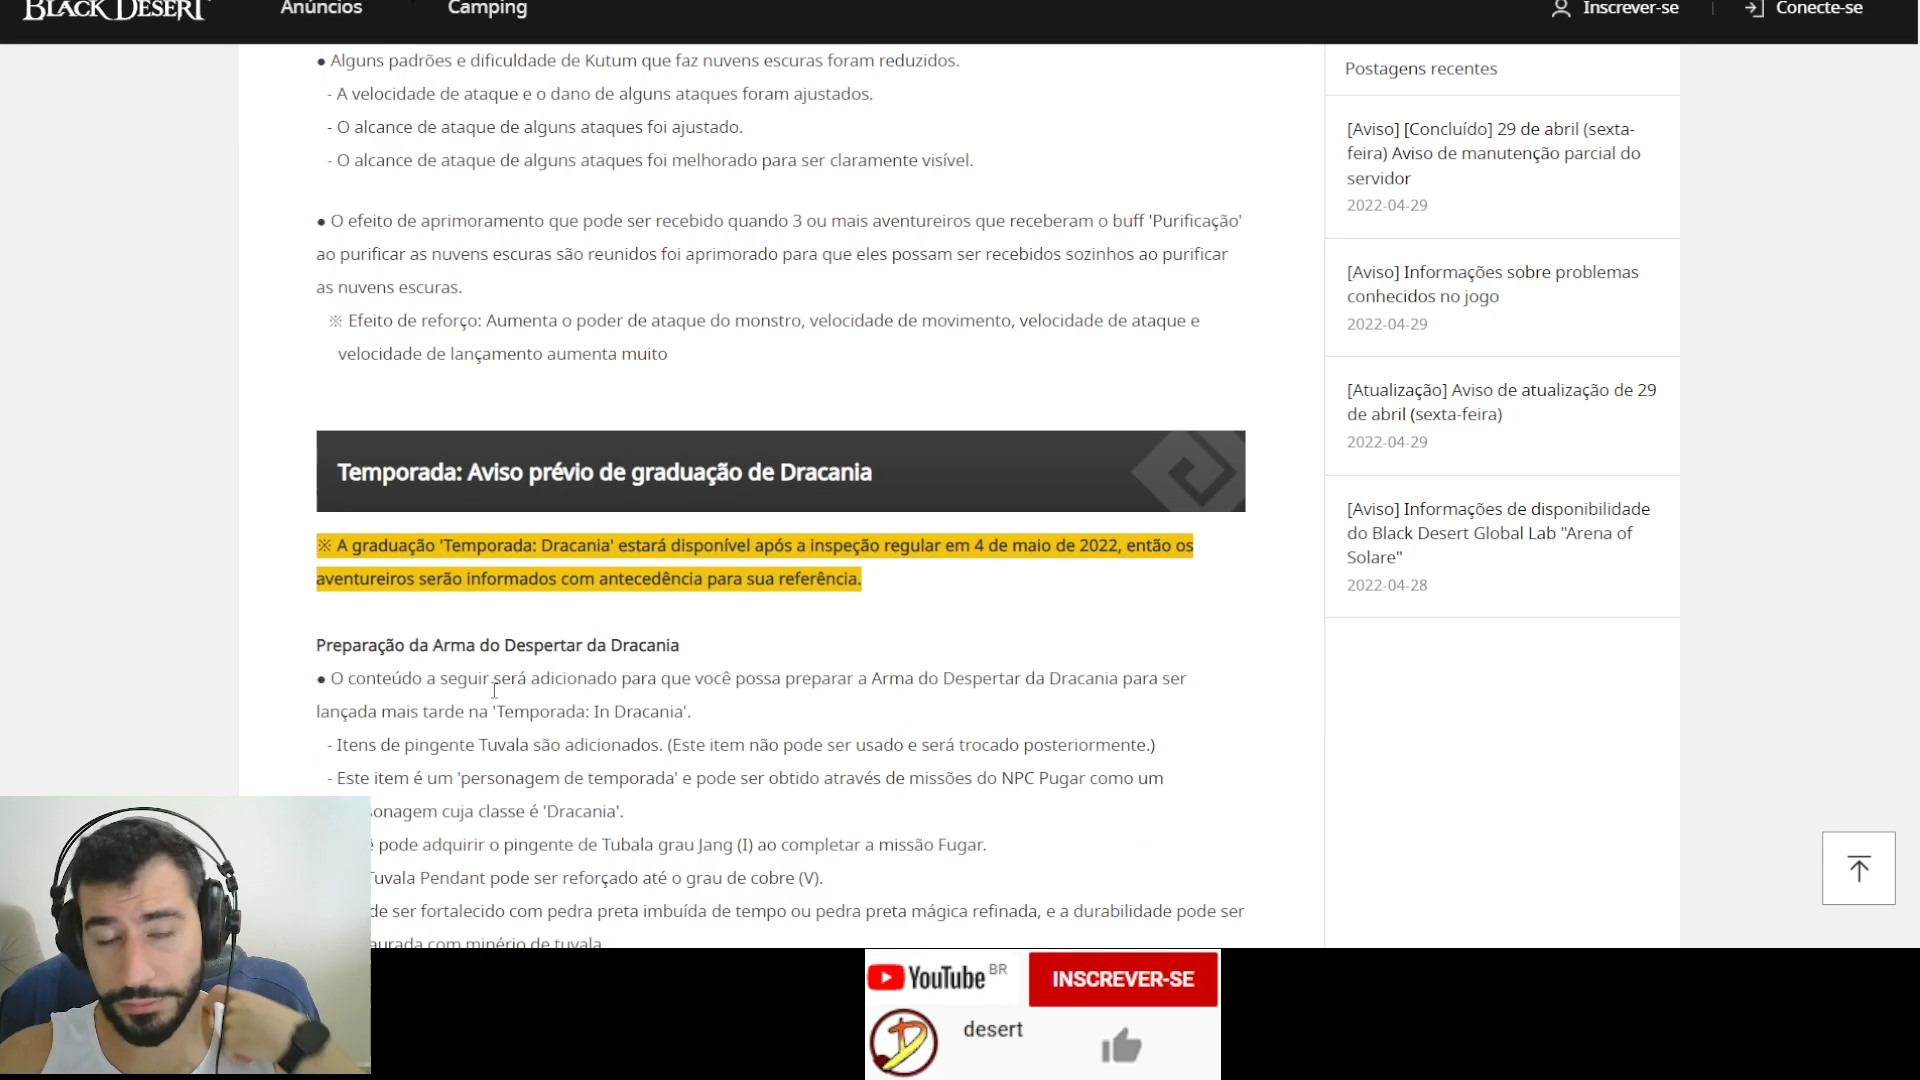 BLACK DESERT
Anúncios
Camping
Inscrever-se
Conecte-se
● Alguns padrões e dificuldade de Kutum que faz nuvens escuras foram reduzidos.
- A velocidade de ataque e o dano de alguns ataques foram ajustados.
- O alcance de ataque de alguns ataques foi ajustado.
- O alcance de ataque de alguns ataques foi melhorado para ser claramente visível.
● O efeito de aprimoramento que pode ser recebido quando 3 ou mais aventureiros que receberam o buff 'Purificação'
ao purificar as nuvens escuras são reunidos foi aprimorado para que eles possam ser recebidos sozinhos ao purificar
as nuvens escuras.
※ Efeito de reforço: Aumenta o poder de ataque do monstro, velocidade de movimento, velocidade de ataque e
velocidade de lançamento aumenta muito
Temporada: Aviso prévio de graduação de Dracania
※ A graduação 'Temporada: Dracania' estará disponível após a inspeção regular em 4 de maio de 2022, então os
aventureiros serão informados com antecedência para sua referência.
Preparação da Arma do Despertar da Dracania
● O conteúdo a seguir será adicionado para que você possa preparar a Arma do Despertar da Dracania para ser
lançada mais tarde na 'Temporada: In Dracania'.
- Itens de pingente Tuvala são adicionados. (Este item não pode ser usado e será trocado posteriormente.)
- Este item é um 'personagem de temporada' e pode ser obtido através de missões do NPC Pugar como um
sonagem cuja classe é 'Dracania'.
pode adquirir o pingente de Tubala grau Jang (I) ao completar a missão Fugar.
Tuvala Pendant pode ser reforçado até o grau de cobre (V).
de ser fortalecido com pedra preta imbuída de tempo ou pedra preta mágica refinada, e a durabilidade pode ser
aurada com minério de tuvala
Postagens recentes
[Aviso] [Concluído] 29 de abril (sexta-
feira) Aviso de manutenção parcial do
servidor
2022-04-29
[Aviso] Informações sobre problemas
conhecidos no jogo
2022-04-29
[Atualização] Aviso de atualização de 29
de abril (sexta-feira)
2022-04-29
[Aviso] Informações de disponibilidade
do Black Desert Global Lab "Arena of
Solare"
2022-04-28
YouTube BR
INSCREVER-SE
desert